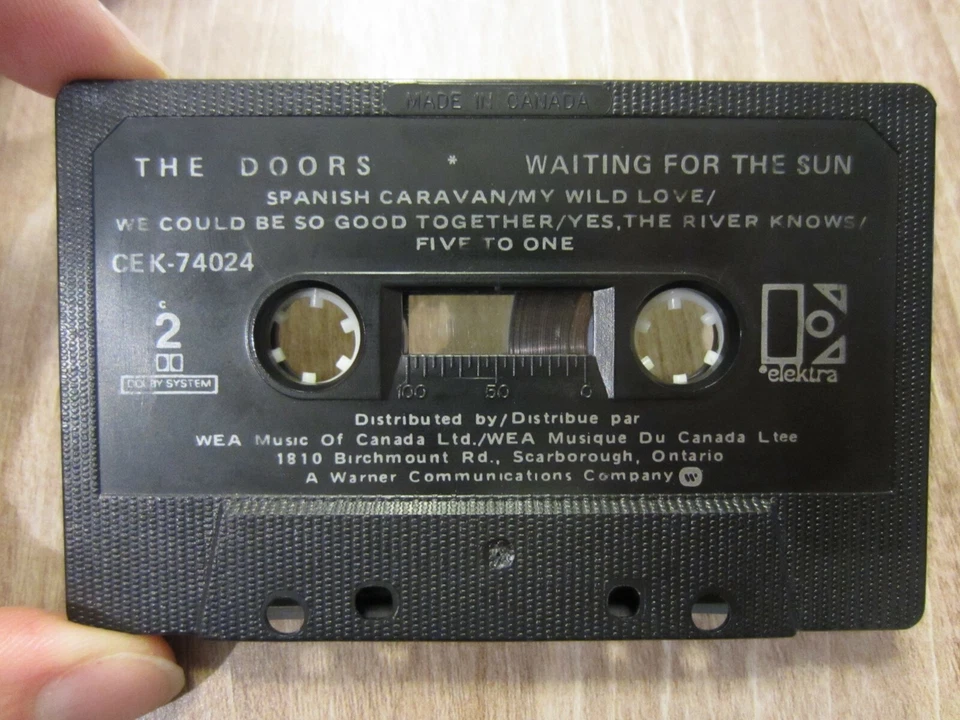 MADE IN CANADA
THE DOORS * WAITING FOR THE SUN
SPANISH CARAVAN/MY WILD LOVE/
WE COULD BE SO GOOD TOGETHER/YES,THE RIVER KNOWS/
FIVE TO ONE
CEK-74024
c
2
DOLBY SYSTEM
elektra
100 50 0
Distributed by/Distribue par
WEA Music Of Canada Ltd./WEA Musique Du Canada Ltee
1810 Birchmount Rd., Scarborough, Ontario
A Warner Communications Company